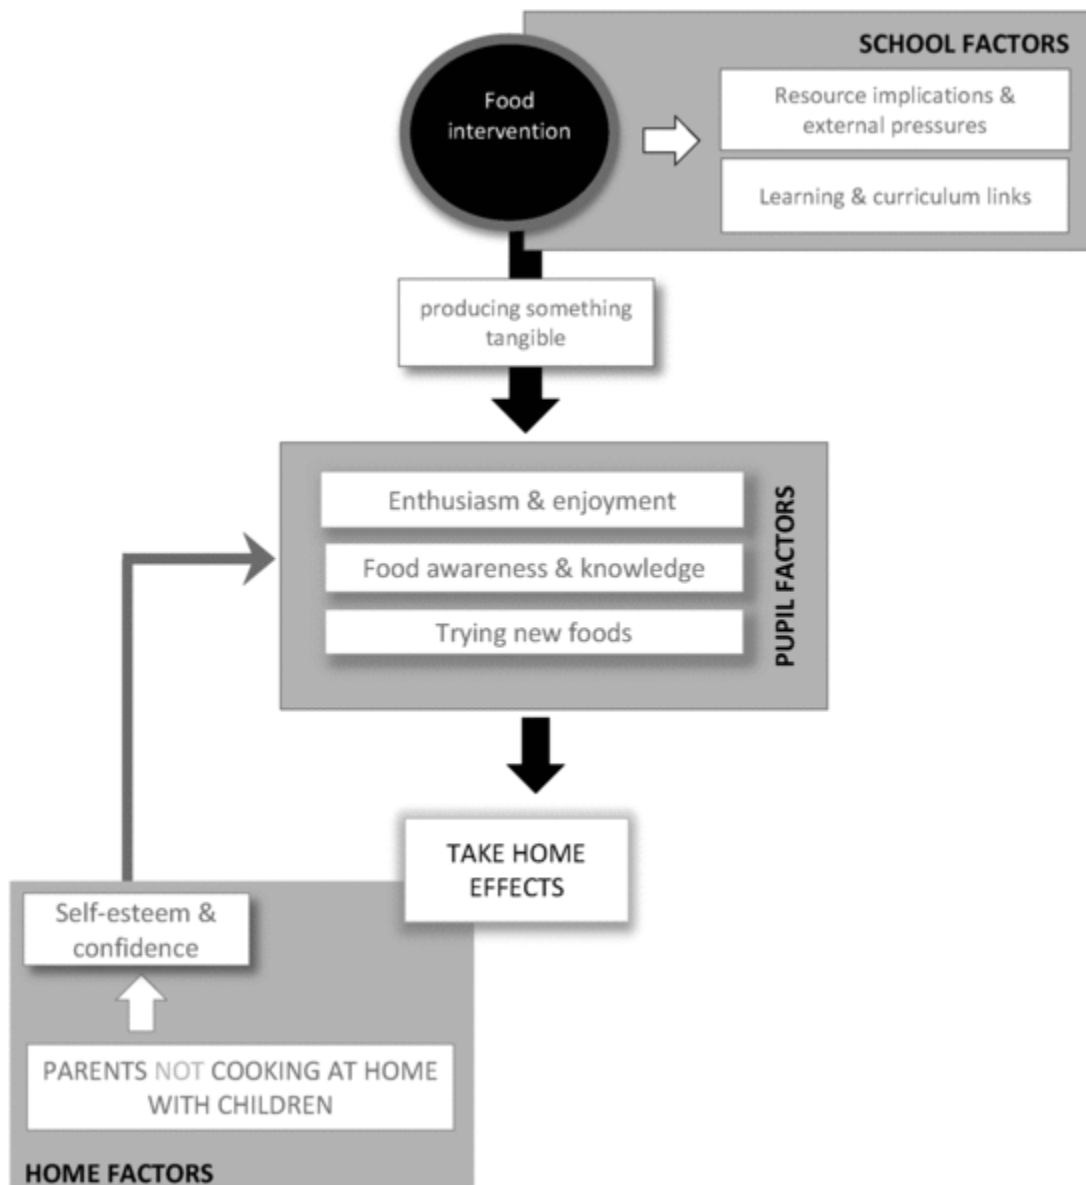 SCHOOL FACTORS
Food
intervention
Resource implications &
external pressures
Learning & curriculum links
producing something
tangible
Enthusiasm & enjoyment
Food awareness & knowledge
Trying new foods
PUPIL FACTORS
TAKE HOME
EFFECTS
Self-esteem &
confidence
PARENTS NOT COOKING AT HOME
WITH CHILDREN
HOME FACTORS